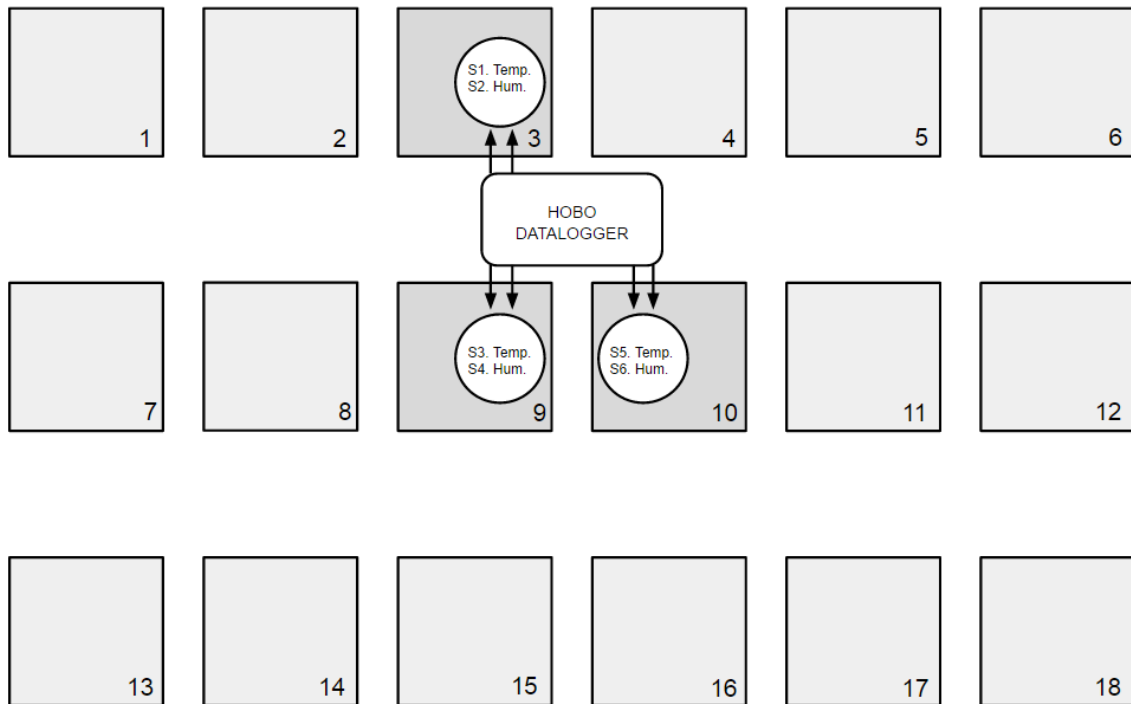 S1. Temp.
S2. Hum.
1
2
3
4
5
6
HOBO
DATALOGGER
S3. Temp.
S4. Hum.
S5. Temp.
S6. Hum.
7
8
9
10
11
12
13
14
15
16
17
18